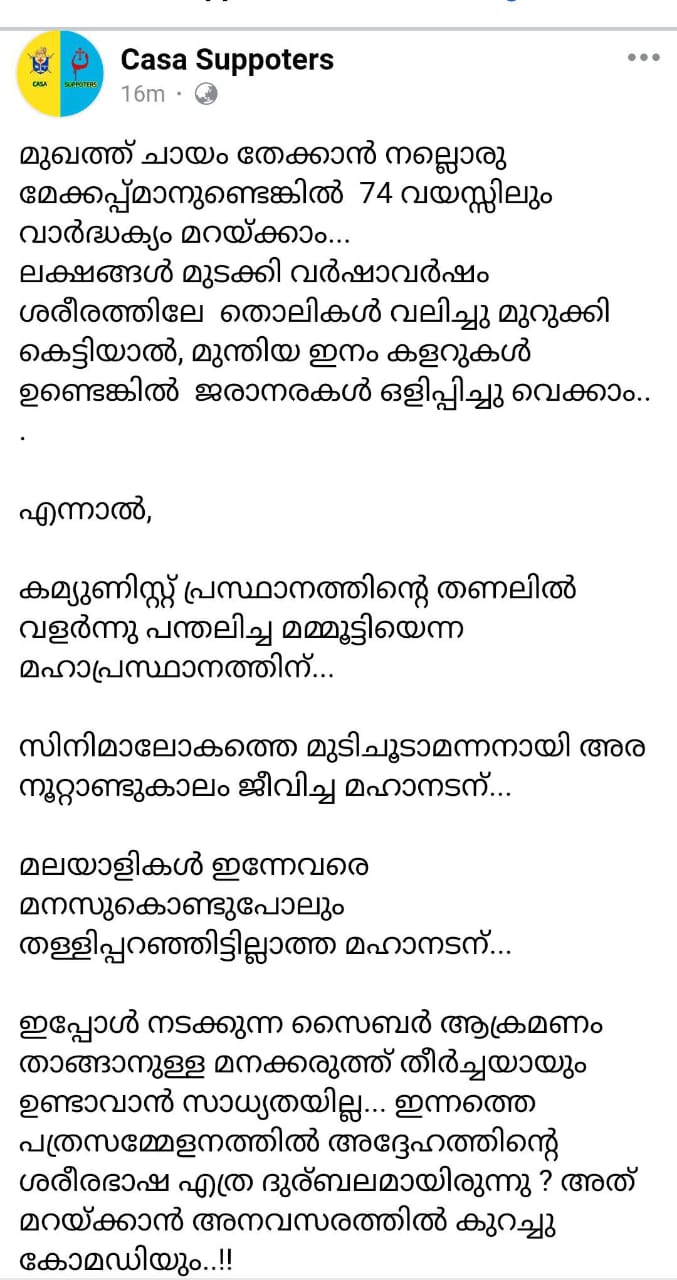 Casa Suppoters
CASA
SUPPOTERS
16m ·
മുഖത്ത് ചായം തേക്കാൻ നല്ലൊരു
മേക്കപ്പ്മാനുണ്ടെങ്കിൽ 74 വയസ്സിലും
വാർദ്ധക്യം മറയ്ക്കാം...
ലക്ഷങ്ങൾ മുടക്കി വർഷാവർഷം
ശരീരത്തിലേ തൊലികൾ വലിച്ചു മുറുക്കി
കെട്ടിയാൽ, മുന്തിയ ഇനം കളറുകൾ
ഉണ്ടെങ്കിൽ ജരാനരകൾ ഒളിപ്പിച്ചു വെക്കാം..
.
എന്നാൽ,
കമ്യുണിസ്റ്റ് പ്രസ്ഥാനത്തിന്റെ തണലിൽ
വളർന്നു പന്തലിച്ച മമ്മൂട്ടിയെന്ന
മഹാപ്രസ്ഥാനത്തിന്...
സിനിമാലോകത്തെ മുടിചൂടാമന്നനായി അര
നൂറ്റാണ്ടുകാലം ജീവിച്ച മഹാനടന്...
മലയാളികൾ ഇന്നേവരെ
മനസുകൊണ്ടുപോലും
തള്ളിപ്പറഞ്ഞിട്ടില്ലാത്ത മഹാനടന്...
ഇപ്പോൾ നടക്കുന്ന സൈബർ ആക്രമണം
താങ്ങാനുള്ള മനക്കരുത്ത് തീർച്ചയായും
ഉണ്ടാവാൻ സാധ്യതയില്ല... ഇന്നത്തെ
പത്രസമ്മേളനത്തിൽ അദ്ദേഹത്തിന്റെ
ശരീരഭാഷ എത്ര ദുര്ബലമായിരുന്നു ? അത്
മറയ്ക്കാൻ അനവസരത്തിൽ കുറച്ചു
കോമഡിയും..!!